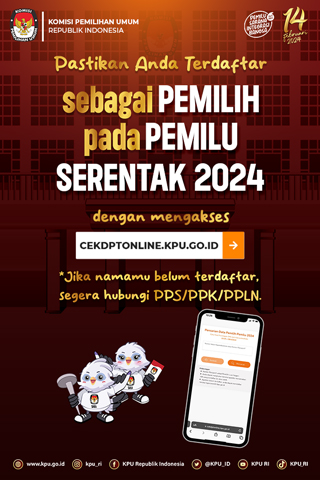 KOMISI PEMILIHAN UMUM
REPUBLIK INDONESIA
14
Februari
2024
Pastikan Anda Terdaftar
sebagai PEMILIH
pada PEMILU
SERENTAK 2024
dengan mengakses
CEKDPTONLINE.KPU.GO.ID
*Jika namamu belum terdaftar,
segera hubungi PPS/PPK/PPLN.
www.kpu.go.id
kpu_ri
KPU Republik Indonesia
@KPU_ID
KPU RI
KPU_RI